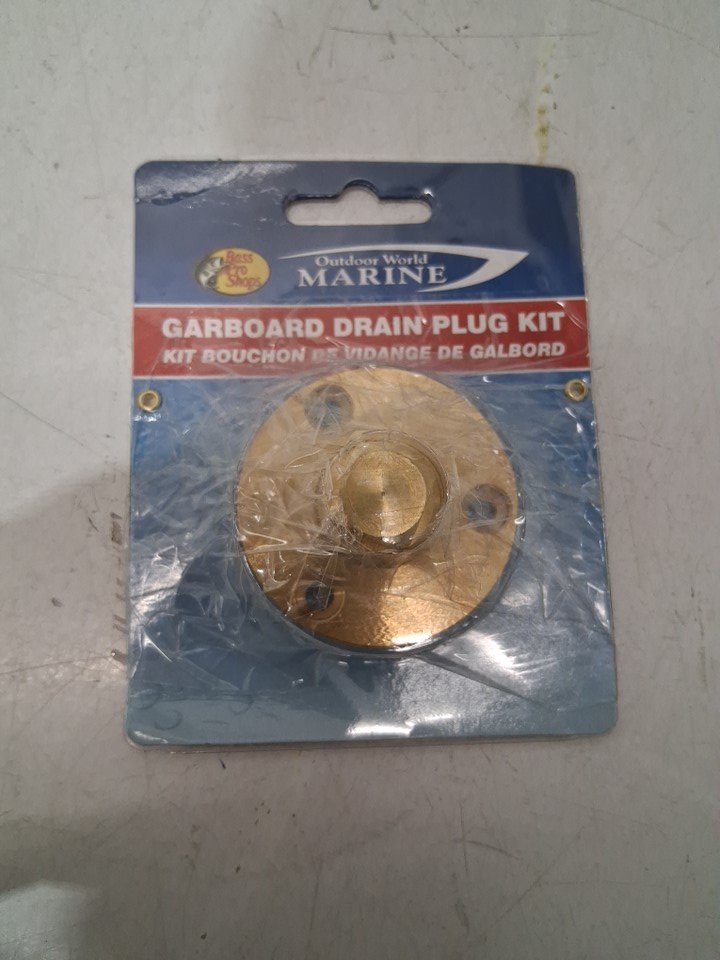 Bass
Pro
Shops
Outdoor World
MARINE
GARBOARD DRAIN PLUG KIT
KIT BOUCHON DE VIDANGE DE GALBORD